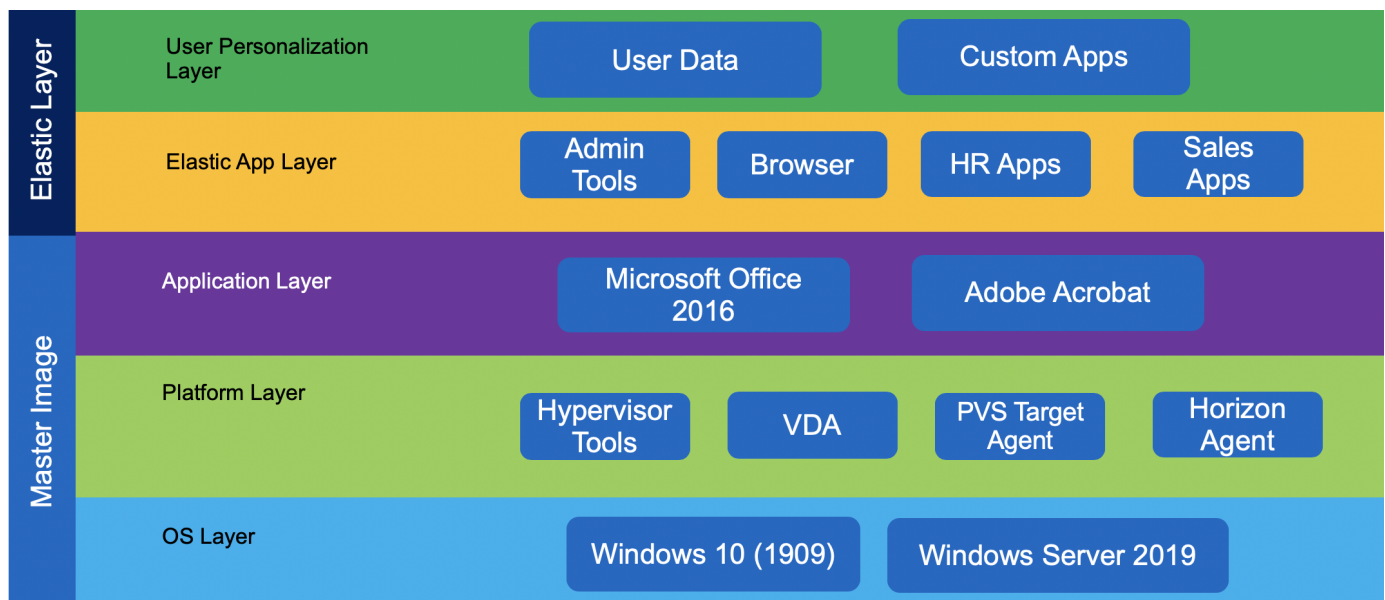 Elastic Layer
User Personalization
Layer
User Data
Custom Apps
Elastic App Layer
Admin
Tools
Browser
HR Apps
Sales
Apps
Master Image
Application Layer
Microsoft Office
2016
Adobe Acrobat
Platform Layer
Hypervisor
Tools
VDA
PVS Target
Agent
Horizon
Agent
OS Layer
Windows 10 (1909)
Windows Server 2019